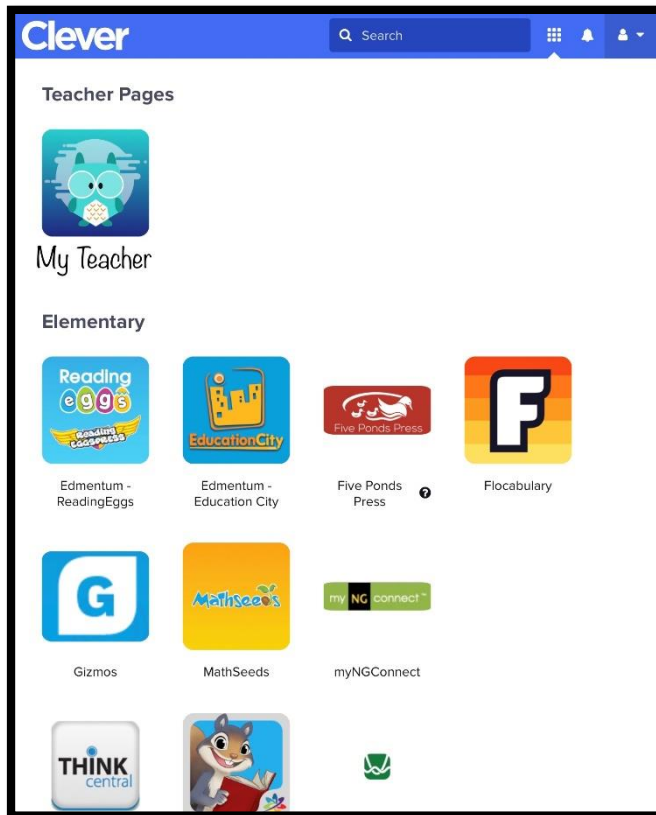 Clever
Search
Teacher Pages
My Teacher
Elementary
Reading
eggs
Reading
EGGSPRESS
EducationCity
Five Ponds Press
F
Edmentum -
ReadingEggs
Edmentum -
Education City
Five Ponds
Press
?
Flocabulary
G
MathSeeds
my NG connect™
Gizmos
MathSeeds
myNGConnect
THINK
central